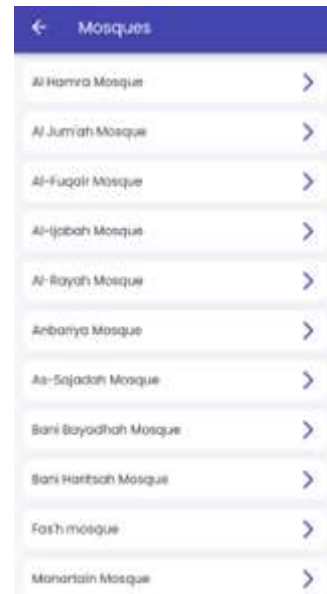 Mosques
Al Hamra Mosque
Al Jum'ah Mosque
Al-Fuqair Mosque
Al-Ijabah Mosque
Al-Rayah Mosque
Anbariya Mosque
As-Sajadah Mosque
Bani Bayadhah Mosque
Bani Haritsah Mosque
Fas'h mosque
Manartain Mosque